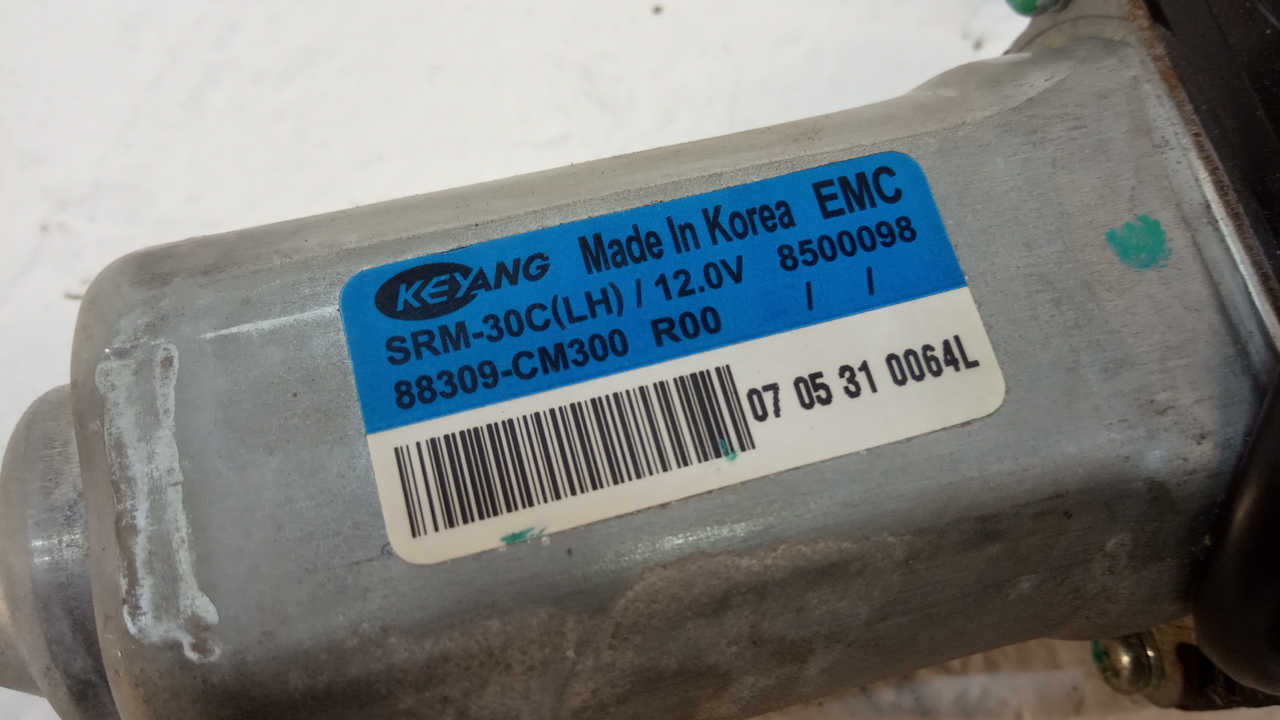 KEYANG Made In Korea EMC
SRM-30C(LH) / 12.0V 8500098
88309-CM300 R00 / /
07 05 31 0064L